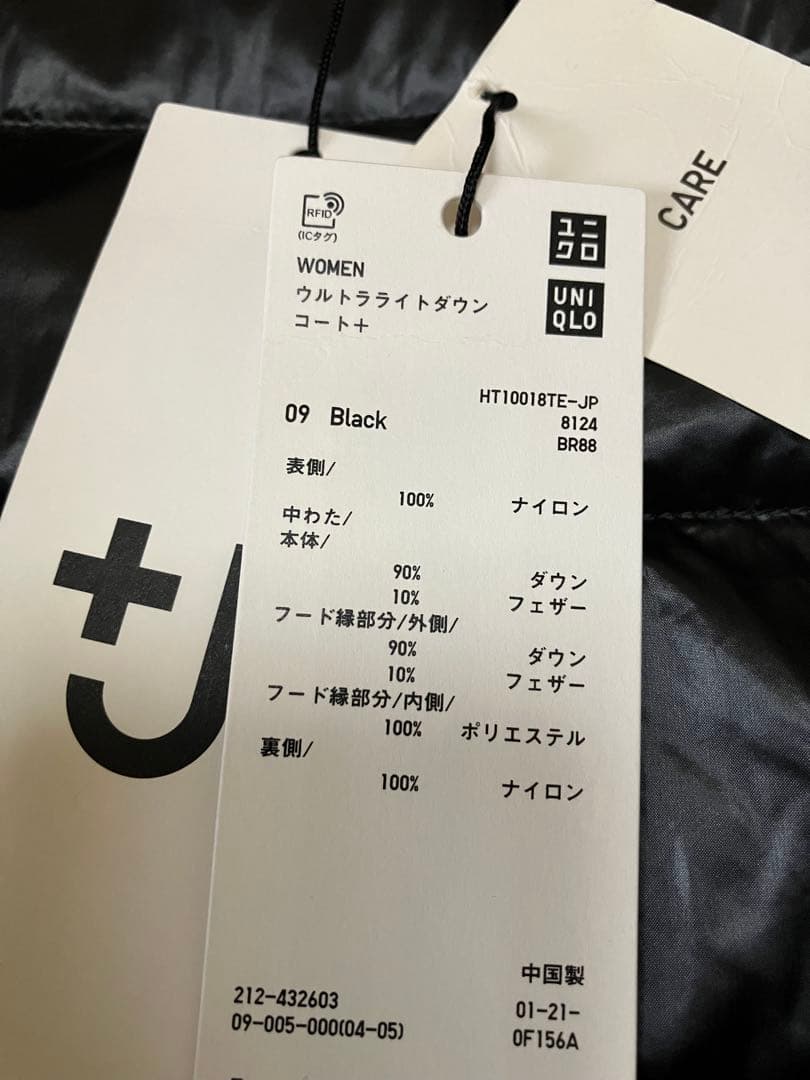 CARE
RFID
(ICタグ)
ユニ
クロ
UNI
QLO
WOMEN
ウルトラライトダウン
コート+
HT10018TE-JP
09 Black
8124
BR88
表側/
100% ナイロン
中わた/
本体/
90% ダウン
10% フェザー
フード縁部分/外側/
90% ダウン
10% フェザー
フード縁部分/内側/
100% ポリエステル
裏側/
100% ナイロン
中国製
212-432603
01-21-
09-005-000(04-05)
0F156A
+J